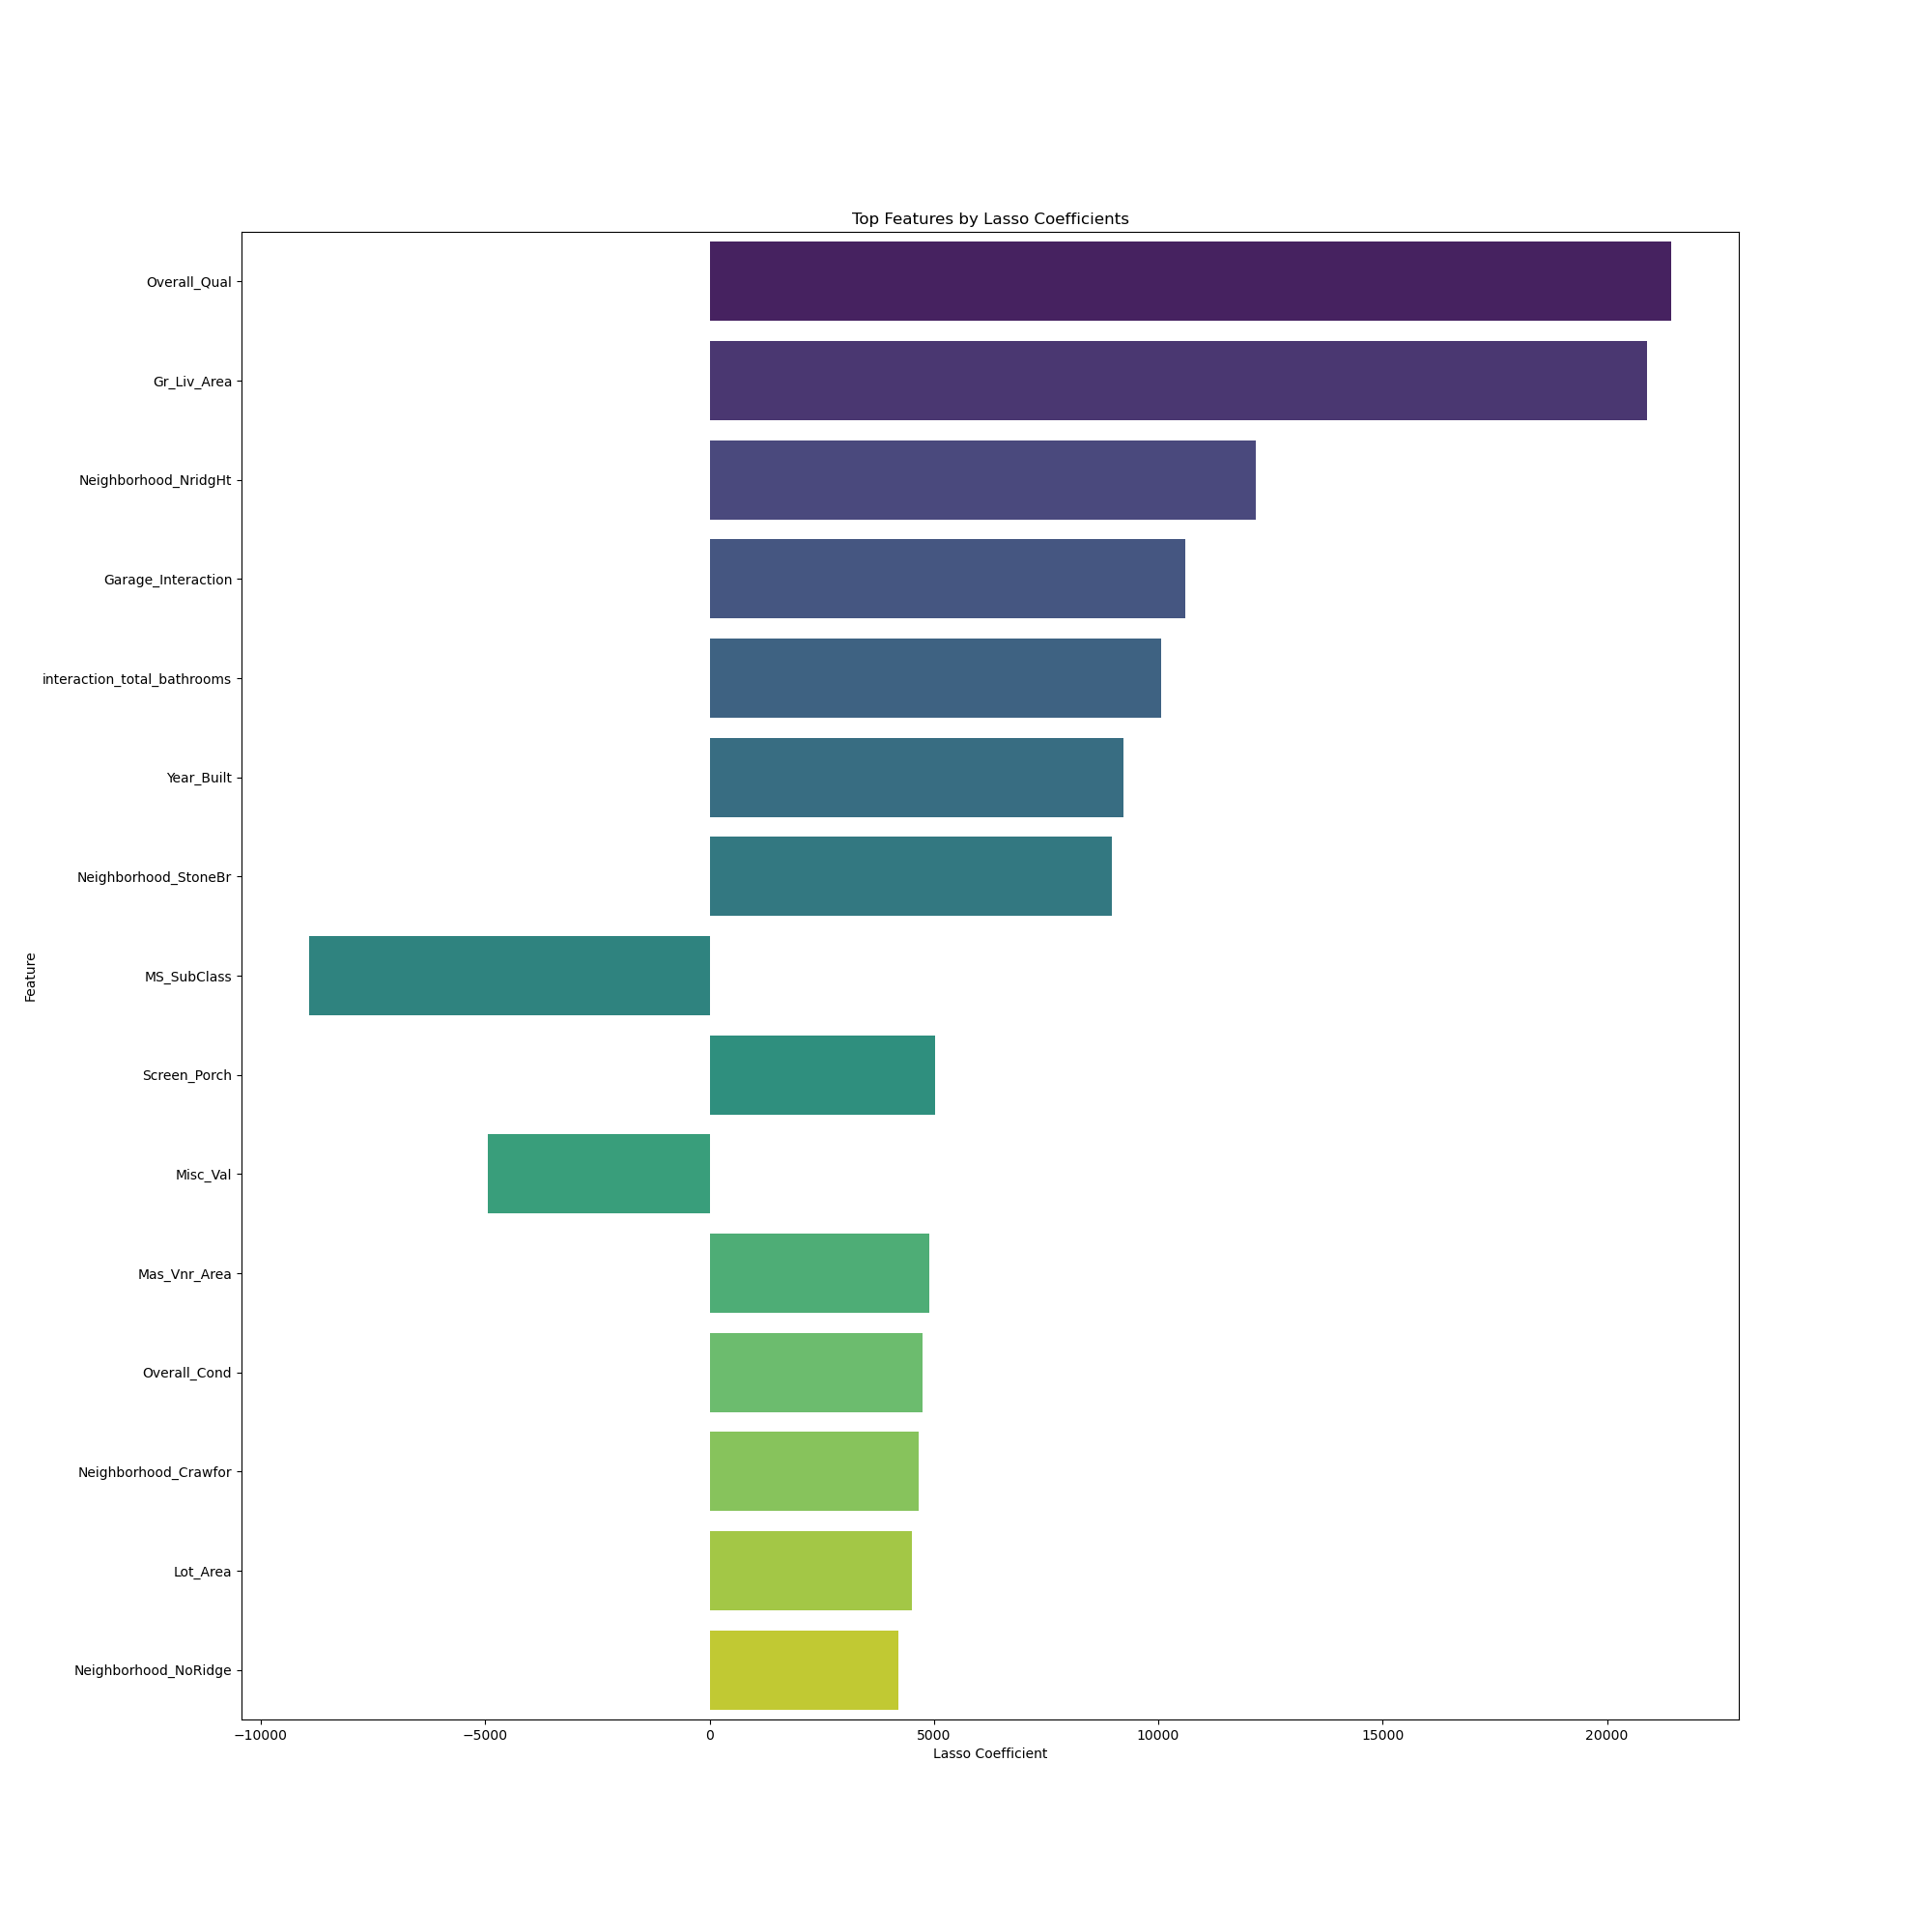 Top Features by Lasso Coefficients
Overall_Qual
Gr_Liv_Area
Neighborhood_NridgHt
Garage_Interaction
interaction_total_bathrooms
Year_Built
Neighborhood_StoneBr
MS_SubClass
Screen_Porch
Misc_Val
Mas_Vnr_Area
Overall_Cond
Neighborhood_Crawfor
Lot_Area
Neighborhood_NoRidge
Feature
−10000 −5000 0 5000 10000 15000 20000
Lasso Coefficient